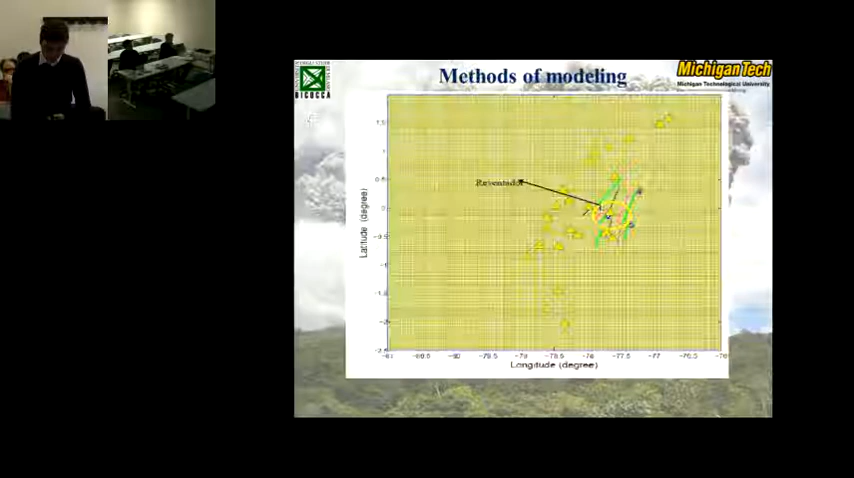 Methods of modeling
MichiganTech
Michigan Technological University
BICOCCA
Reventador
Latitude (degree)
1.5
1
0.5
0
-0.5
-1
-1.5
-2
-2.5
-81
-80.5
-80
-79.5
-79
-78.5
-78
-77.5
-77
-76.5
-76
Longitude (degree)